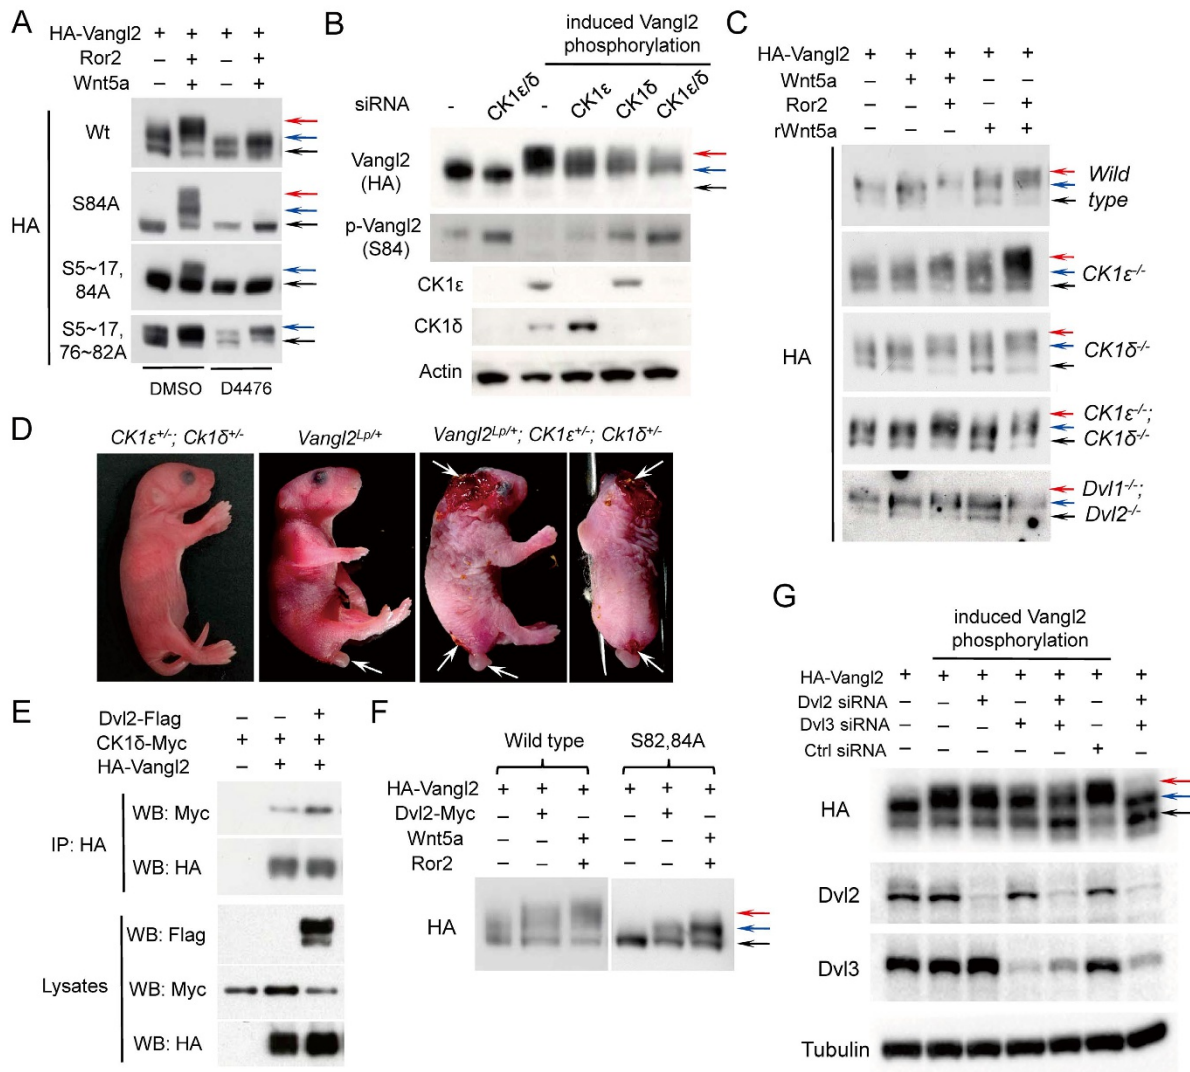 A
HA-Vangl2 + + + +
Ror2 – + – +
Wnt5a – + – +
Wt
S84A
HA
S5~17,
84A
S5~17,
76~82A
DMSO D4476
B
induced Vangl2
phosphorylation
siRNA - CK1ε/δ - CK1ε CK1δ CK1ε/δ
Vangl2
(HA)
p-Vangl2
(S84)
CK1ε
CK1δ
Actin
C
HA-Vangl2 + + + + +
Wnt5a – + + – –
Ror2 – – + – +
rWnt5a – – – + +
Wild
type
CK1ε-/-
HA
CK1δ-/-
CK1ε-/-;
CK1δ-/-
Dvl1-/-;
Dvl2-/-
D
CK1ε+/-; Ck1δ+/- Vangl2Lp/+ Vangl2Lp/+; CK1ε+/-; Ck1δ+/-
E
Dvl2-Flag – – +
CK1δ-Myc + + +
HA-Vangl2 – + +
IP: HA
WB: Myc
WB: HA
Lysates
WB: Flag
WB: Myc
WB: HA
F
Wild type S82,84A
HA-Vangl2 + + + + + +
Dvl2-Myc – + – – + –
Wnt5a – – + – – +
Ror2 – – + – – +
HA
G
induced Vangl2
phosphorylation
HA-Vangl2 + + + + + + +
Dvl2 siRNA – – + – + – +
Dvl3 siRNA – – – + + – +
Ctrl siRNA – – – – – + –
HA
Dvl2
Dvl3
Tubulin